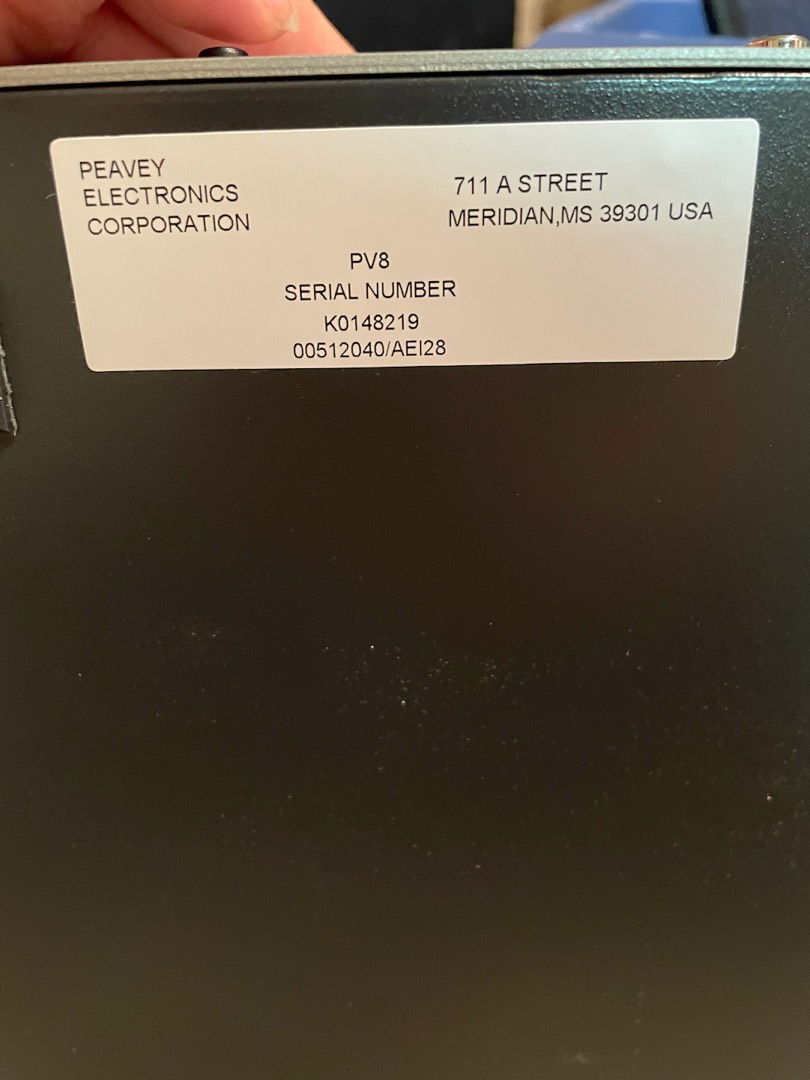 PEAVEY
ELECTRONICS
CORPORATION
711 A STREET
MERIDIAN,MS 39301 USA
PV8
SERIAL NUMBER
K0148219
00512040/AEI28